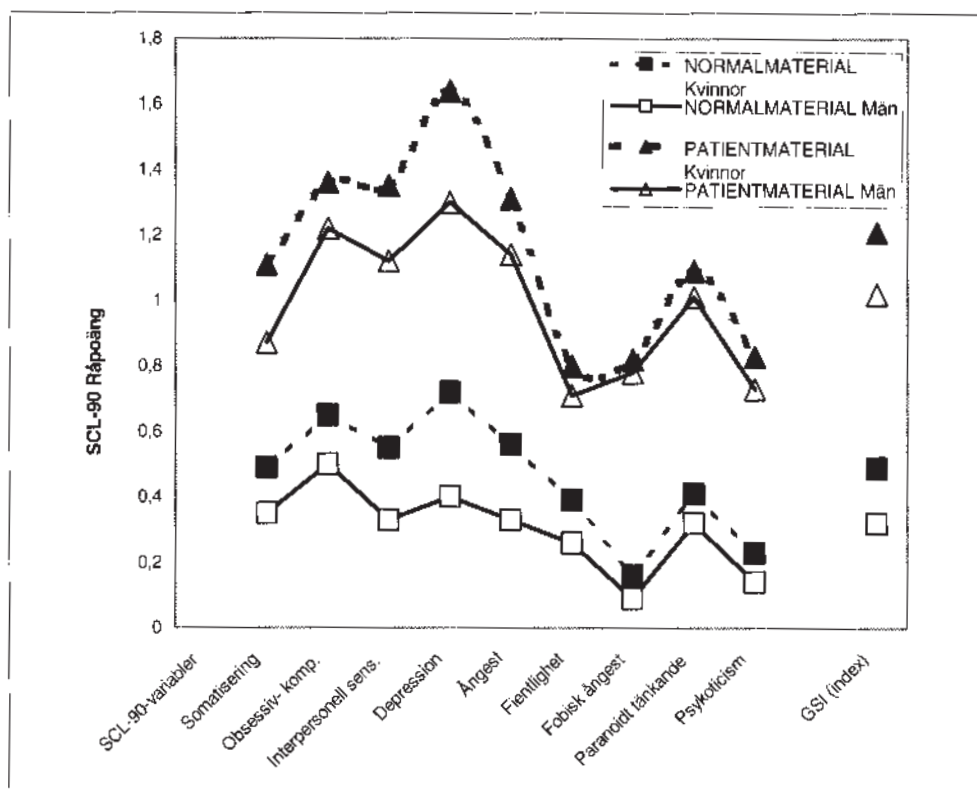 1,8
1,6
1,4
1,2
1
0,8
0,6
0,4
0,2
0
SCL-90 Råpoäng
NORMALMATERIAL
Kvinnor
NORMALMATERIAL Män
PATIENTMATERIAL
Kvinnor
PATIENTMATERIAL Män
SCL-90-variabler
Somatisering
Obsessiv- komp.
Interpersonell sens.
Depression
Ångest
Fientlighet
Fobisk ångest
Paranoidt tänkande
Psykoticism
GSI (index)